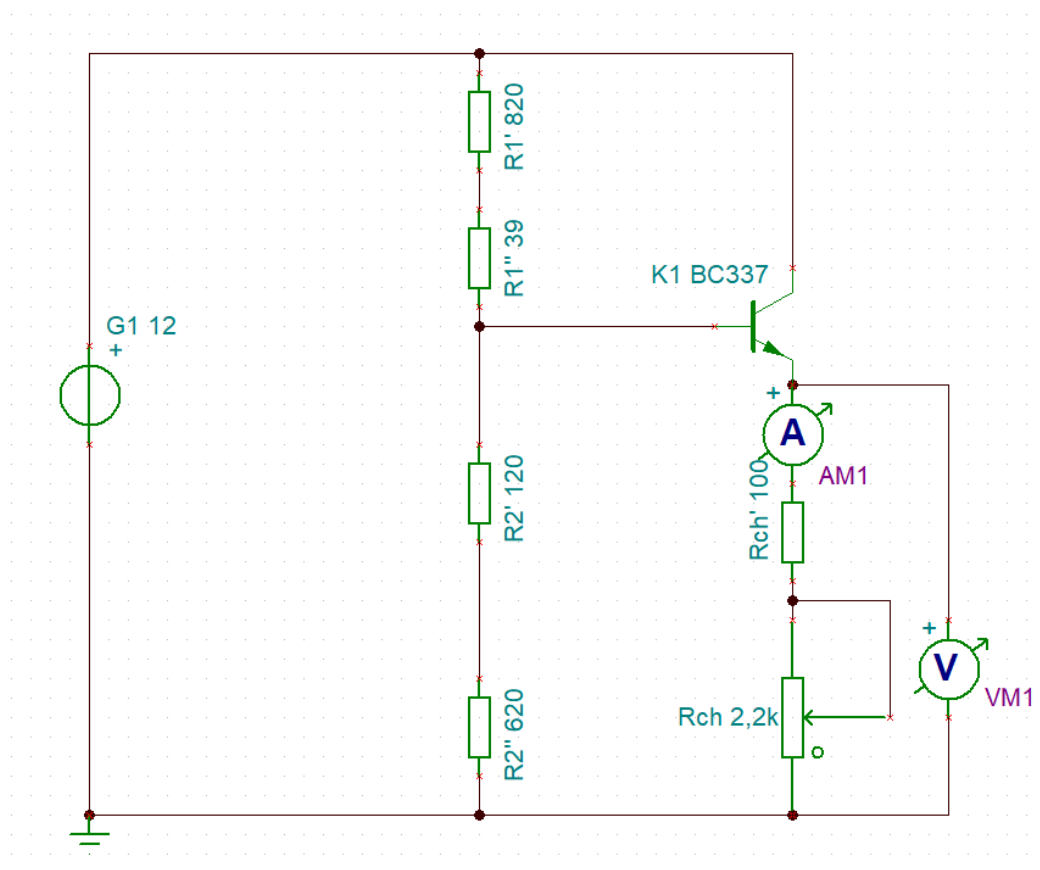 R1' 820
R1" 39
K1 BC337
G1 12
+
+
A
AM1
Rch' 100
R2' 120
+
V
VM1
Rch 2,2k
R2" 620